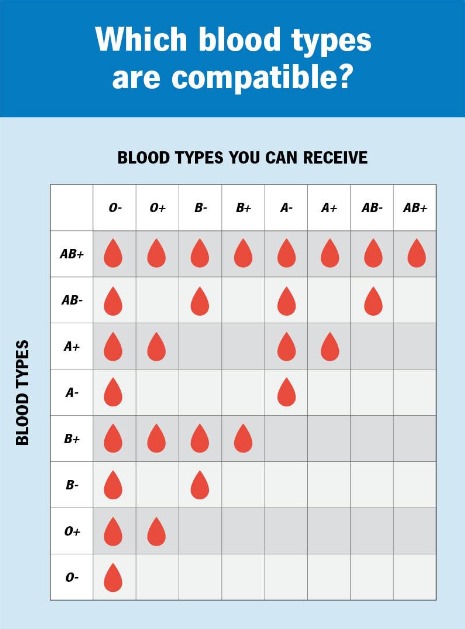 Which blood types
are compatible?
BLOOD TYPES YOU CAN RECEIVE
O- O+ B- B+ A- A+ AB- AB+
BLOOD TYPES
AB+
AB-
A+
A-
B+
B-
O+
O-